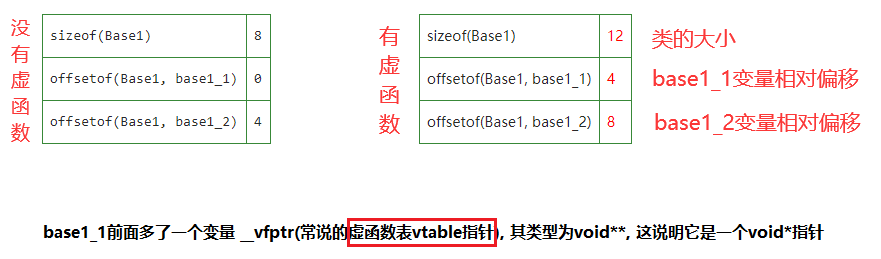 没有虚函数
sizeof(Base1) 8
offsetof(Base1, base1_1) 0
offsetof(Base1, base1_2) 4
有虚函数
sizeof(Base1) 12 类的大小
offsetof(Base1, base1_1) 4 base1_1变量相对偏移
offsetof(Base1, base1_2) 8 base1_2变量相对偏移
base1_1前面多了一个变量 __vfptr(常说的虚函数表vtable指针), 其类型为void**, 这说明它是一个void*指针